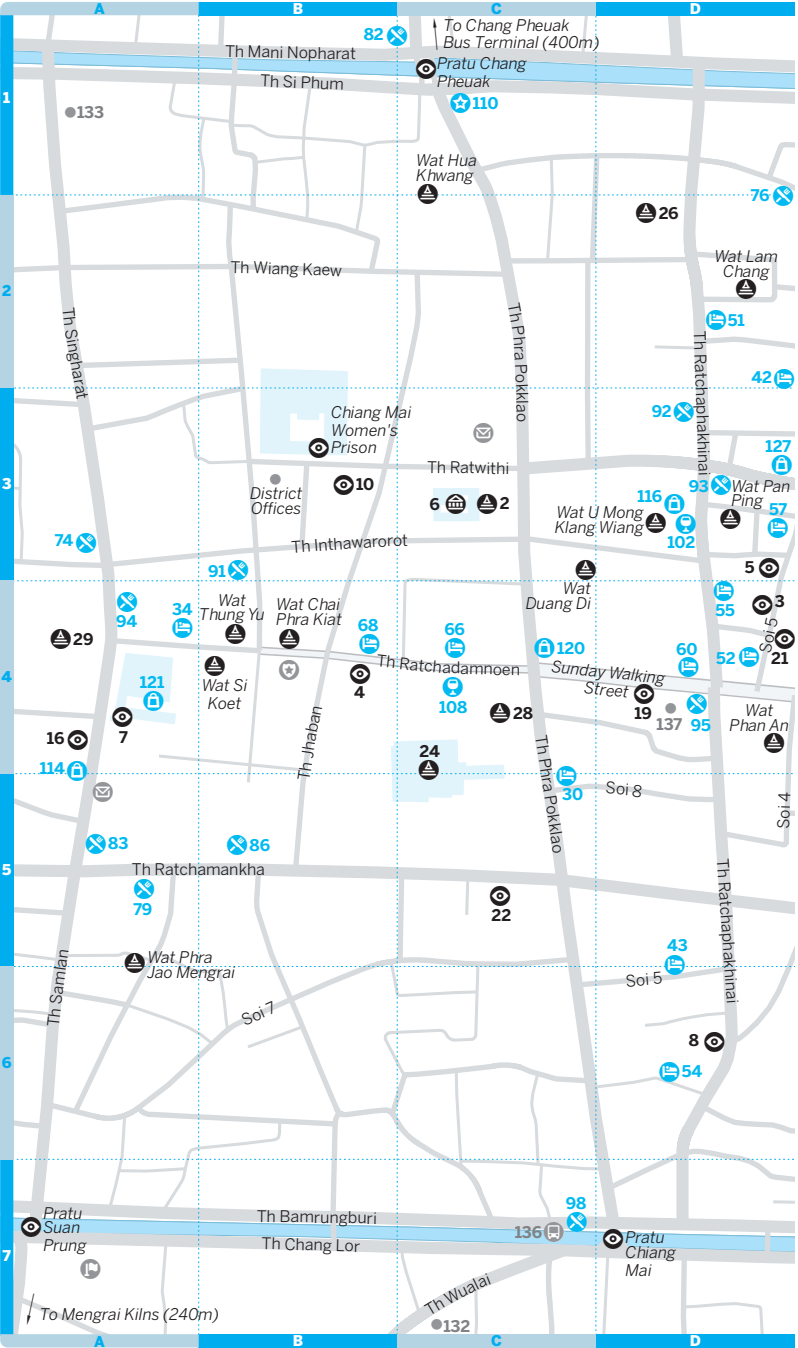 A B C D
82
To Chang Pheuak
Bus Terminal (400m)
Th Mani Nopharat
Pratu Chang
Pheuak
Th Si Phum
1
110
133
Wat Hua
Khwang
76
26
Wat Lam
Chang
Th Wiang Kaew
2
51
Th Singharat
Th Phra Pokklao
Th Ratchaphakhinai
42
92
Chiang Mai
Women's
Prison
127
Th Ratwithi
3
District
Offices
10
6
2
116
93
Wat Pan
Ping
Wat U Mong
Klang Wiang
102
57
74
Th Inthawarorot
91
5
Wat
Duang Di
55
3
94
34
Wat
Thung Yu
Wat Chai
Phra Kiat
68
66
120
29
Soi 5
21
52
60
Th Ratchadamnoen
Sunday Walking
Street
4
Wat Si
Koet
121
4
108
28
19
137
95
Wat
Phan An
7
16
Th Jhaban
24
114
Th Phra Pokklao
30
Soi 8
Soi 4
83
86
5
Th Ratchamankha
79
22
Th Ratchaphakhinai
43
Wat Phra
Jao Mengrai
Soi 5
Th Samlan
Soi 7
8
6
54
98
Pratu
Suan
Prung
Th Bamrungburi
136
Th Chang Lor
Pratu
Chiang
Mai
7
Th Wualai
To Mengrai Kilns (240m)
132
A B C D